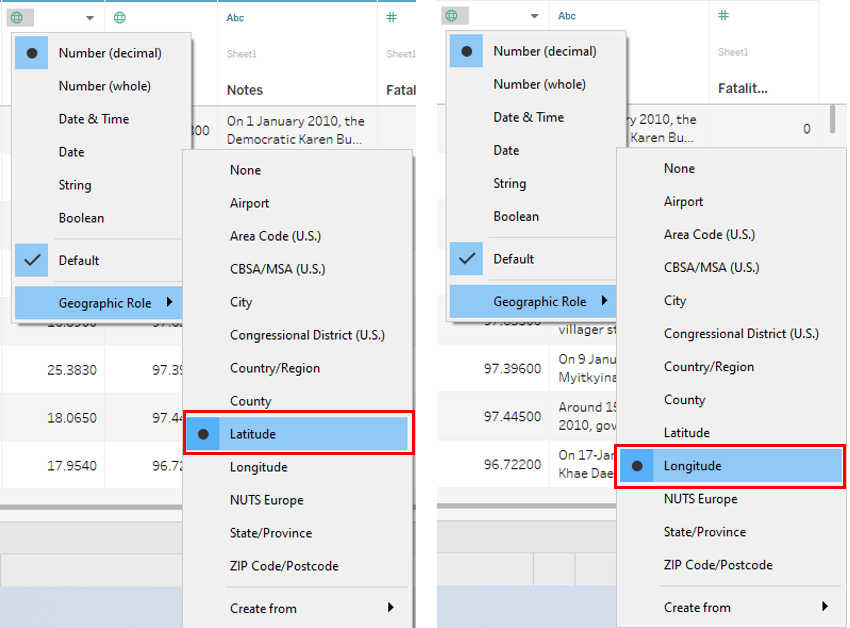 Abc
#
Sheet1
Sheet1
Notes
Fatal
On 1 January 2010, the
Democratic Karen Bu...
Number (decimal)
Number (whole)
Date & Time
Date
String
Boolean
Default
Geographic Role
None
Airport
Area Code (U.S.)
CBSA/MSA (U.S.)
City
Congressional District (U.S.)
Country/Region
County
Latitude
Longitude
NUTS Europe
State/Province
ZIP Code/Postcode
Create from
25.3830 97.39
18.0650 97.44
17.9540 96.72
Abc
#
Sheet1
Fatalit...
y 2010, the
Karen Bu...
0
Number (decimal)
Number (whole)
Date & Time
Date
String
Boolean
Default
Geographic Role
None
Airport
Area Code (U.S.)
CBSA/MSA (U.S.)
City
Congressional District (U.S.)
Country/Region
County
Latitude
Longitude
NUTS Europe
State/Province
ZIP Code/Postcode
Create from
villager st
97.39600 On 9 Janu
Myitkyina
97.44500 Around 15
2010, gov
96.72200 On 17-Jar
Khae Dae